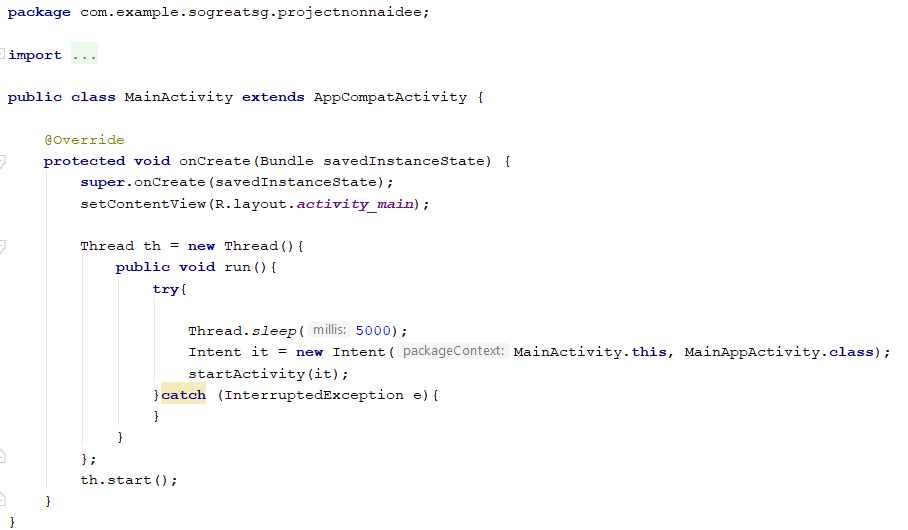 package com.example.sogreatsg.projectnonnaidee;
import ...
public class MainActivity extends AppCompatActivity {
@Override
protected void onCreate(Bundle savedInstanceState) {
super.onCreate(savedInstanceState);
setContentView(R.layout.activity_main);
Thread th = new Thread(){
public void run(){
try{
Thread.sleep( millis: 5000);
Intent it = new Intent( packageContext: MainActivity.this, MainAppActivity.class);
startActivity(it);
}catch (InterruptedException e){
}
}
};
th.start();
}
}